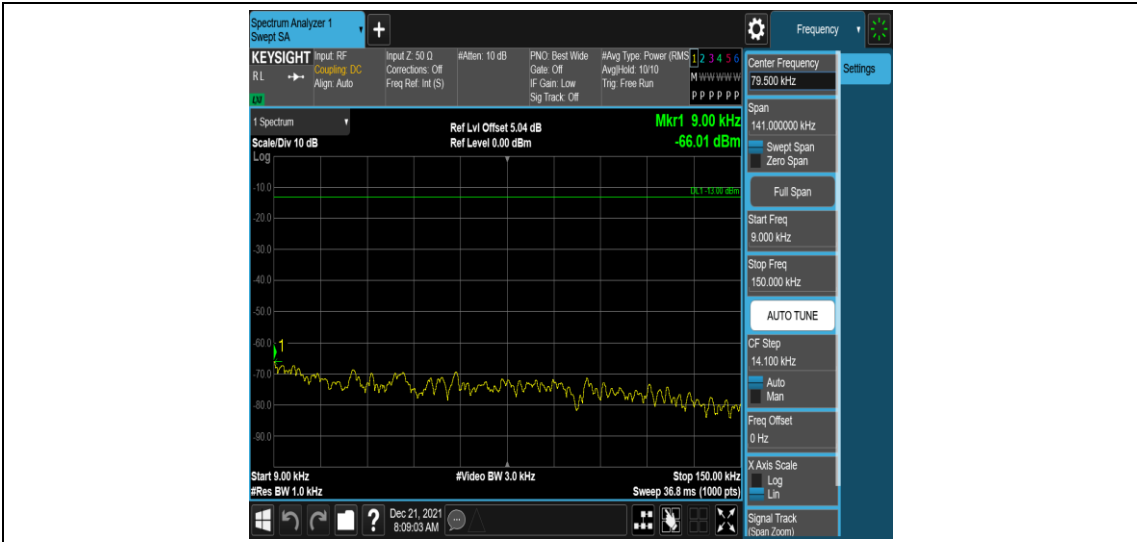 Spectrum Analyzer 1
Swept SA
+
Frequency
KEYSIGHT
RL
LXI
Input: RF
Coupling: DC
Align: Auto
Input Z: 50 Ω
Corrections: Off
Freq Ref: Int (S)
#Atten: 10 dB
PNO: Best Wide
Gate: Off
IF Gain: Low
Sig Track: Off
#Avg Type: Power (RMS
Avg|Hold: 10/10
Trig: Free Run
1 2 3 4 5 6
M W W W W W
P P P P P P
Center Frequency
79.500 kHz
Settings
Span
141.000000 kHz
Swept Span
Zero Span
Full Span
Start Freq
9.000 kHz
Stop Freq
150.000 kHz
AUTO TUNE
CF Step
14.100 kHz
Auto
Man
Freq Offset
0 Hz
X Axis Scale
Log
Lin
Signal Track
(Span Zoom)
1 Spectrum
Scale/Div 10 dB
Log
Ref Lvl Offset 5.04 dB
Ref Level 0.00 dBm
Mkr1 9.00 kHz
-66.01 dBm
DL1 -13.00 dBm
-10.0
-20.0
-30.0
-40.0
-50.0
-60.0
1
-70.0
-80.0
-90.0
Start 9.00 kHz
#Res BW 1.0 kHz
#Video BW 3.0 kHz
Stop 150.00 kHz
Sweep 36.8 ms (1000 pts)
?
Dec 21, 2021
8:09:03 AM